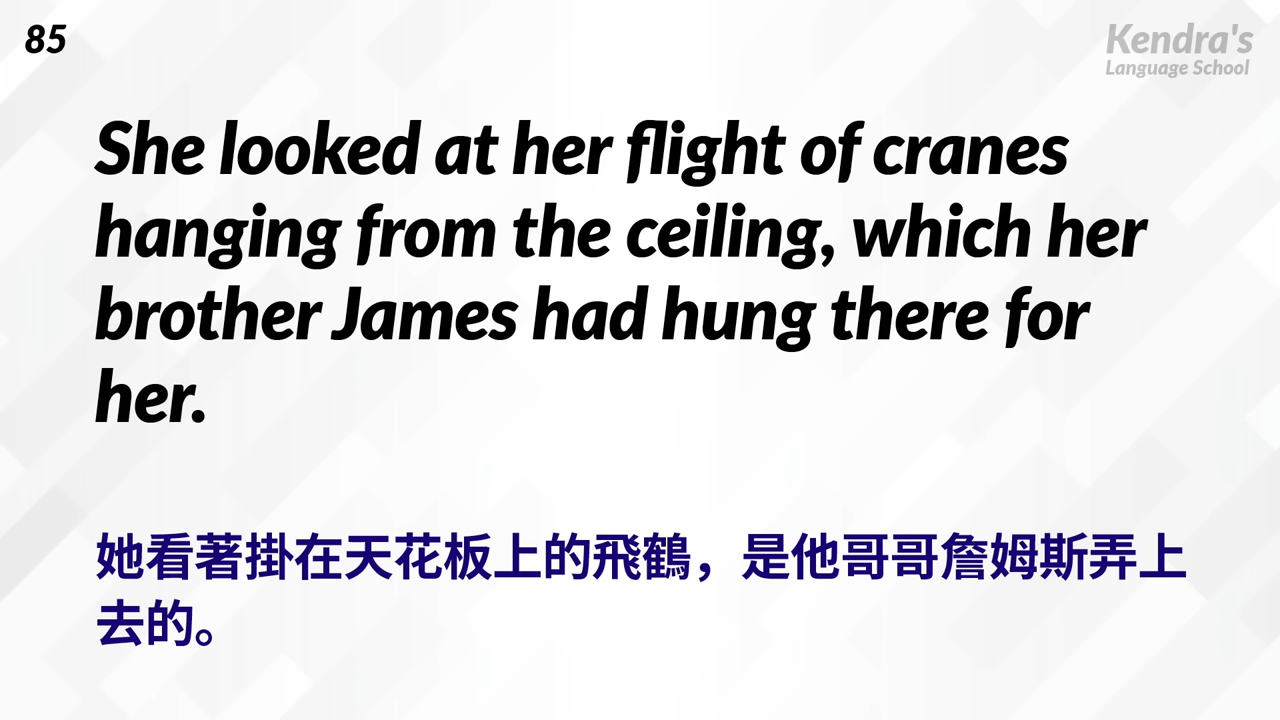 85
Kendra's
Language School
She looked at her flight of cranes
hanging from the ceiling, which her
brother James had hung there for
her.
她看著掛在天花板上的飛鶴，是他哥哥詹姆斯弄上
去的。